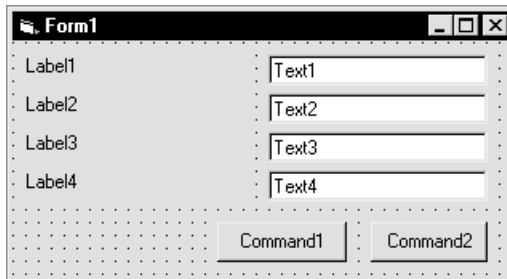 Form1
Label1 Text1
Label2 Text2
Label3 Text3
Label4 Text4
Command1 Command2